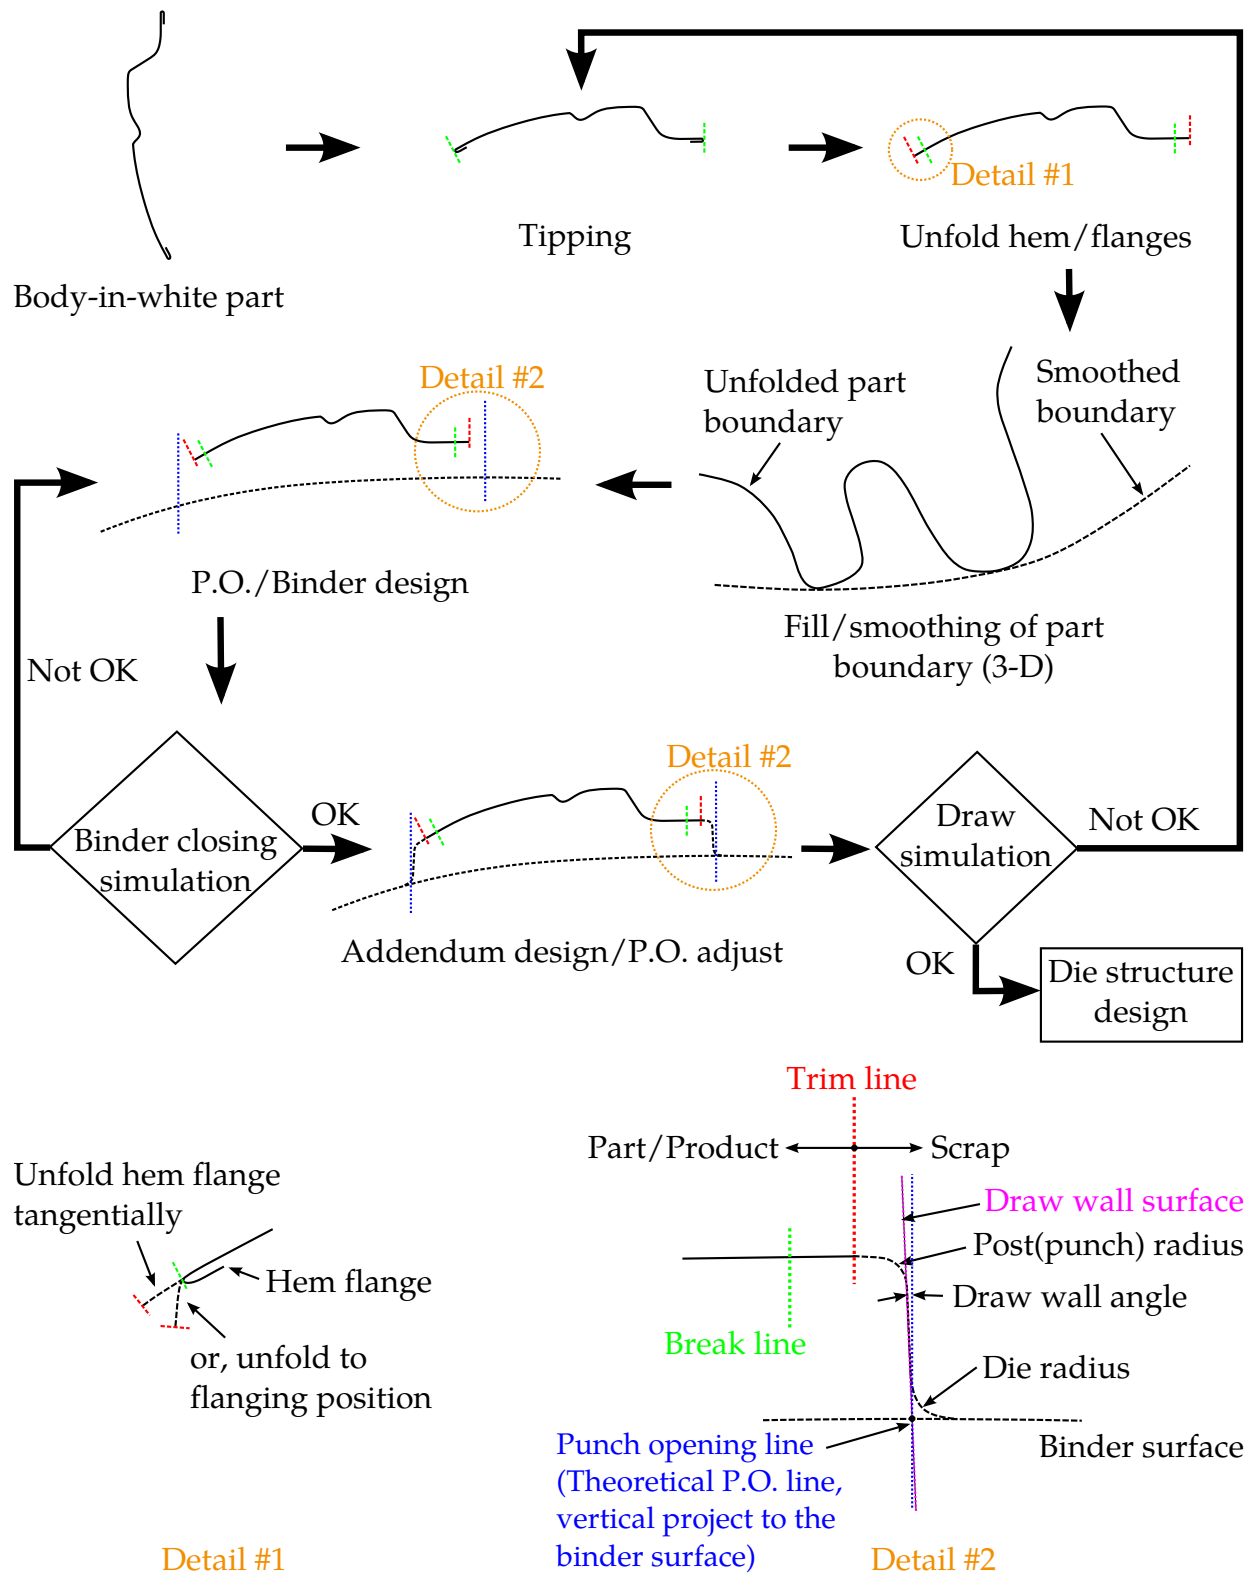 Detail #1
Tipping
Unfold hem/flanges
Body-in-white part
Detail #2
Unfolded part
boundary
Smoothed
boundary
P.O./Binder design
Fill/smoothing of part
boundary (3-D)
Not OK
Detail #2
OK
Binder closing
simulation
Draw
simulation
Not OK
Addendum design/P.O. adjust
OK
Die structure
design
Trim line
Part/Product
Scrap
Unfold hem flange
tangentially
Draw wall surface
Post(punch) radius
Hem flange
Draw wall angle
Break line
or, unfold to
flanging position
Die radius
Punch opening line
(Theoretical P.O. line,
vertical project to the
binder surface)
Binder surface
Detail #1
Detail #2